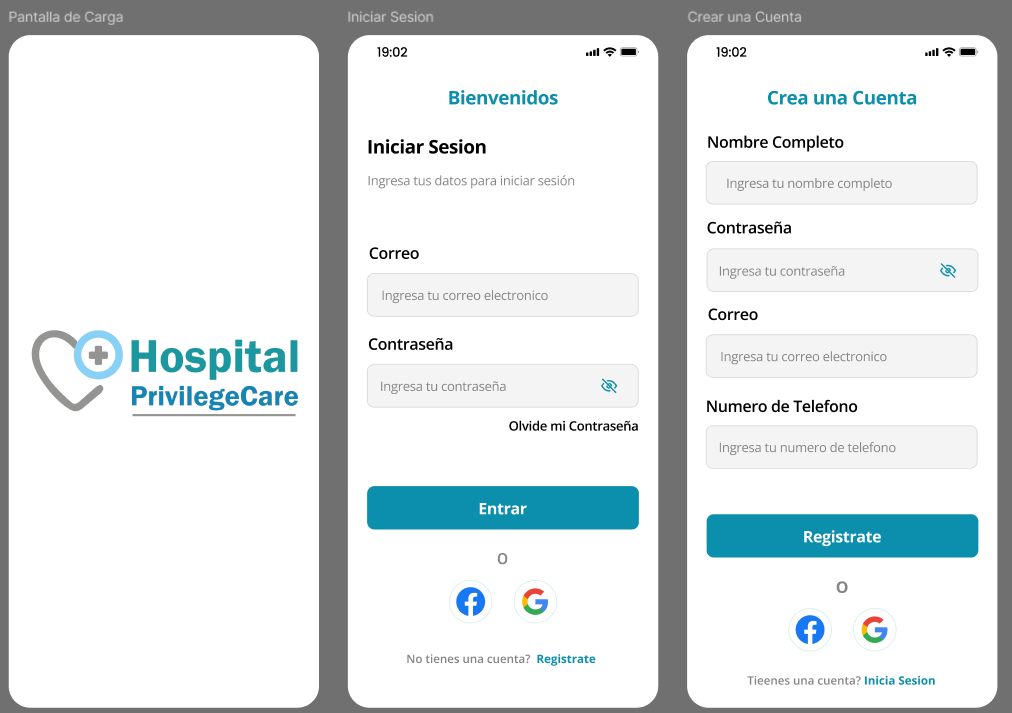 Pantalla de Carga
Hospital
PrivilegeCare
Iniciar Sesion
19:02
Bienvenidos
Iniciar Sesion
Ingresa tus datos para iniciar sesión
Correo
Ingresa tu correo electronico
Contraseña
Ingresa tu contraseña
Olvide mi Contraseña
Entrar
O
No tienes una cuenta? Registrate
Crear una Cuenta
19:02
Crea una Cuenta
Nombre Completo
Ingresa tu nombre completo
Contraseña
Ingresa tu contraseña
Correo
Ingresa tu correo electronico
Numero de Telefono
Ingresa tu numero de telefono
Registrate
O
Tieenes una cuenta? Inicia Sesion